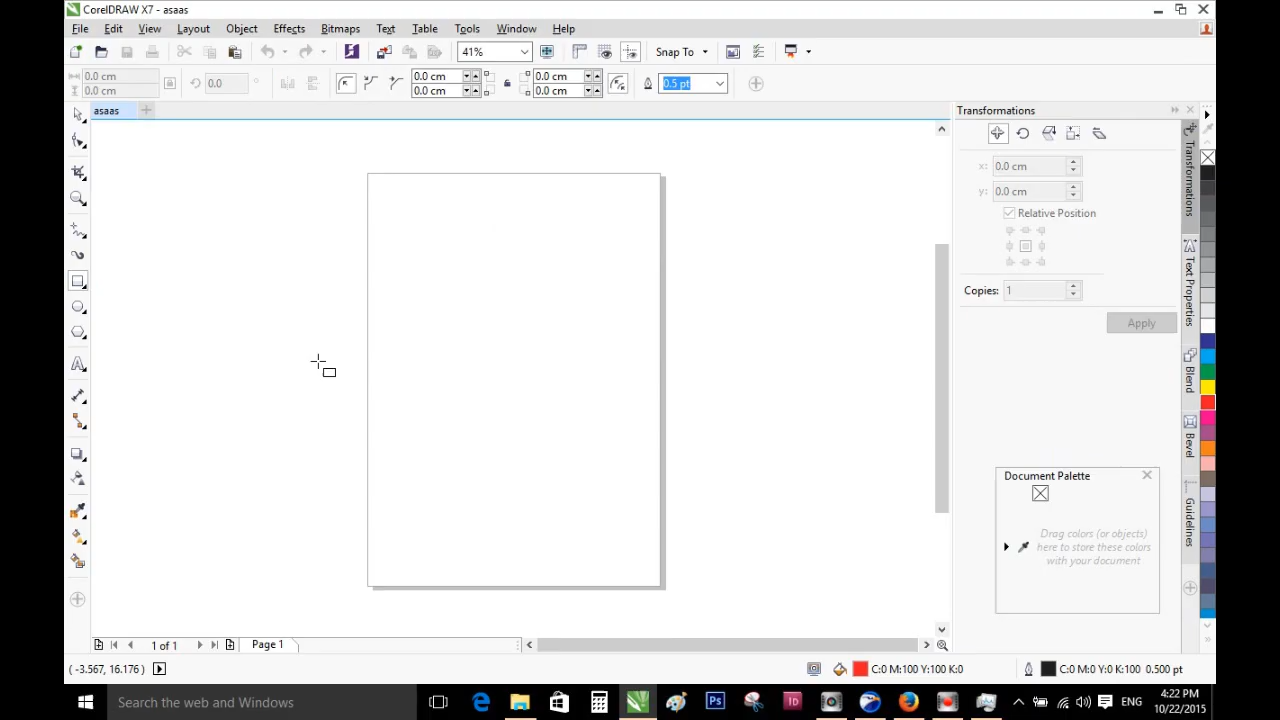 CorelDRAW X7 - asaas
File Edit View Layout Object Effects Bitmaps Text Table Tools Window Help
41% Snap To
0.0 cm 0.0 0.0 cm 0.0 cm 0.5 pt
0.0 cm 0.0 cm 0.0 cm
asaas
Transformations
x: 0.0 cm
y: 0.0 cm
Relative Position
Copies: 1
Apply
Transformations
Text Properties
Blend
Bevel
Guidelines
Document Palette
Drag colors (or objects)
here to store these colors
with your document
1 of 1 Page 1
( -3.567, 16.176) C:0 M:100 Y:100 K:0 C:0 M:0 Y:0 K:100 0.500 pt
Search the web and Windows Ps Id ENG 4:22 PM
10/22/2015